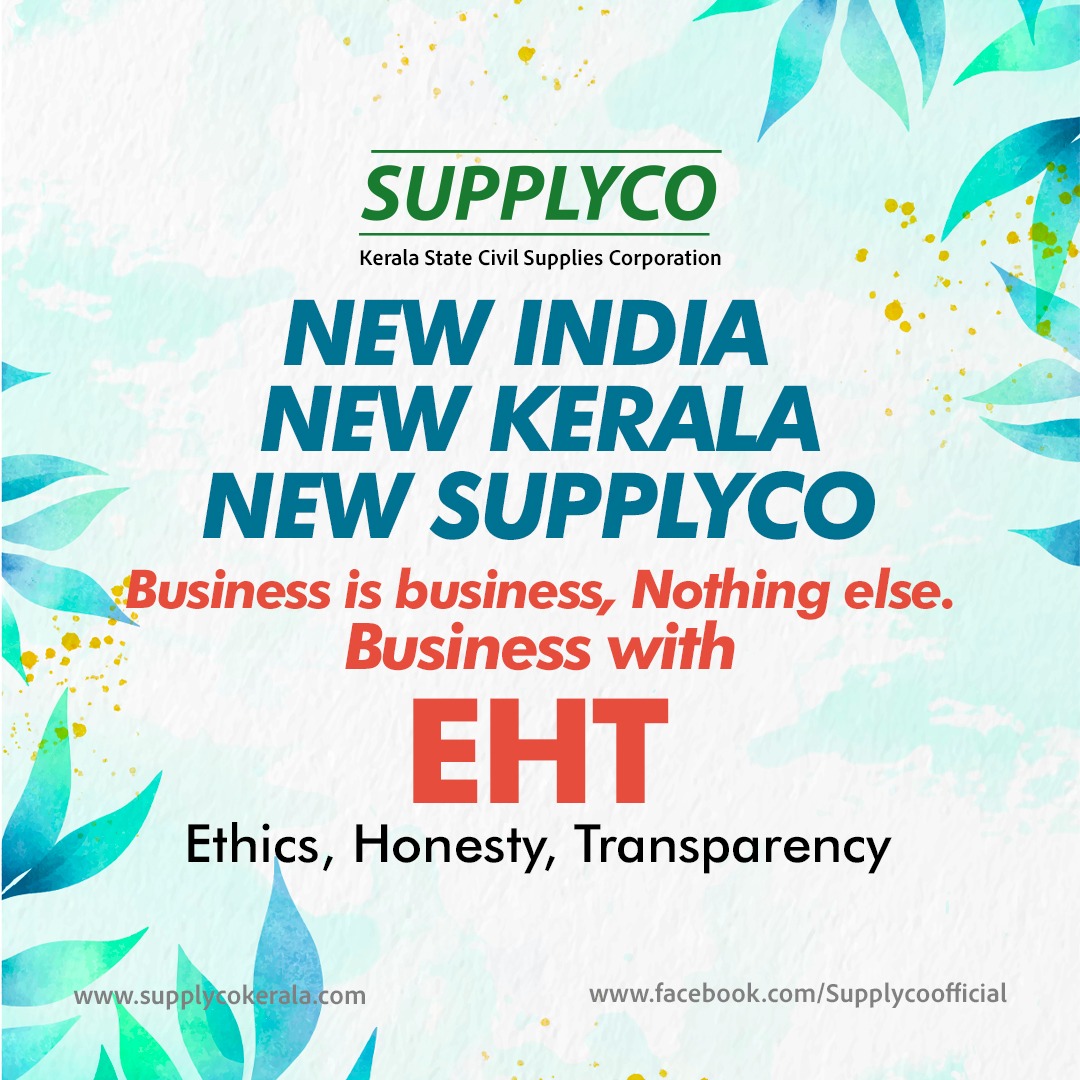 SUPPLYCO
Kerala State Civil Supplies Corporation
NEW INDIA
NEW KERALA
NEW SUPPLYCO
Business is business, Nothing else.
Business with
EHT
Ethics, Honesty, Transparency
www.supplycokerala.com
www.facebook.com/Supplycoofficial